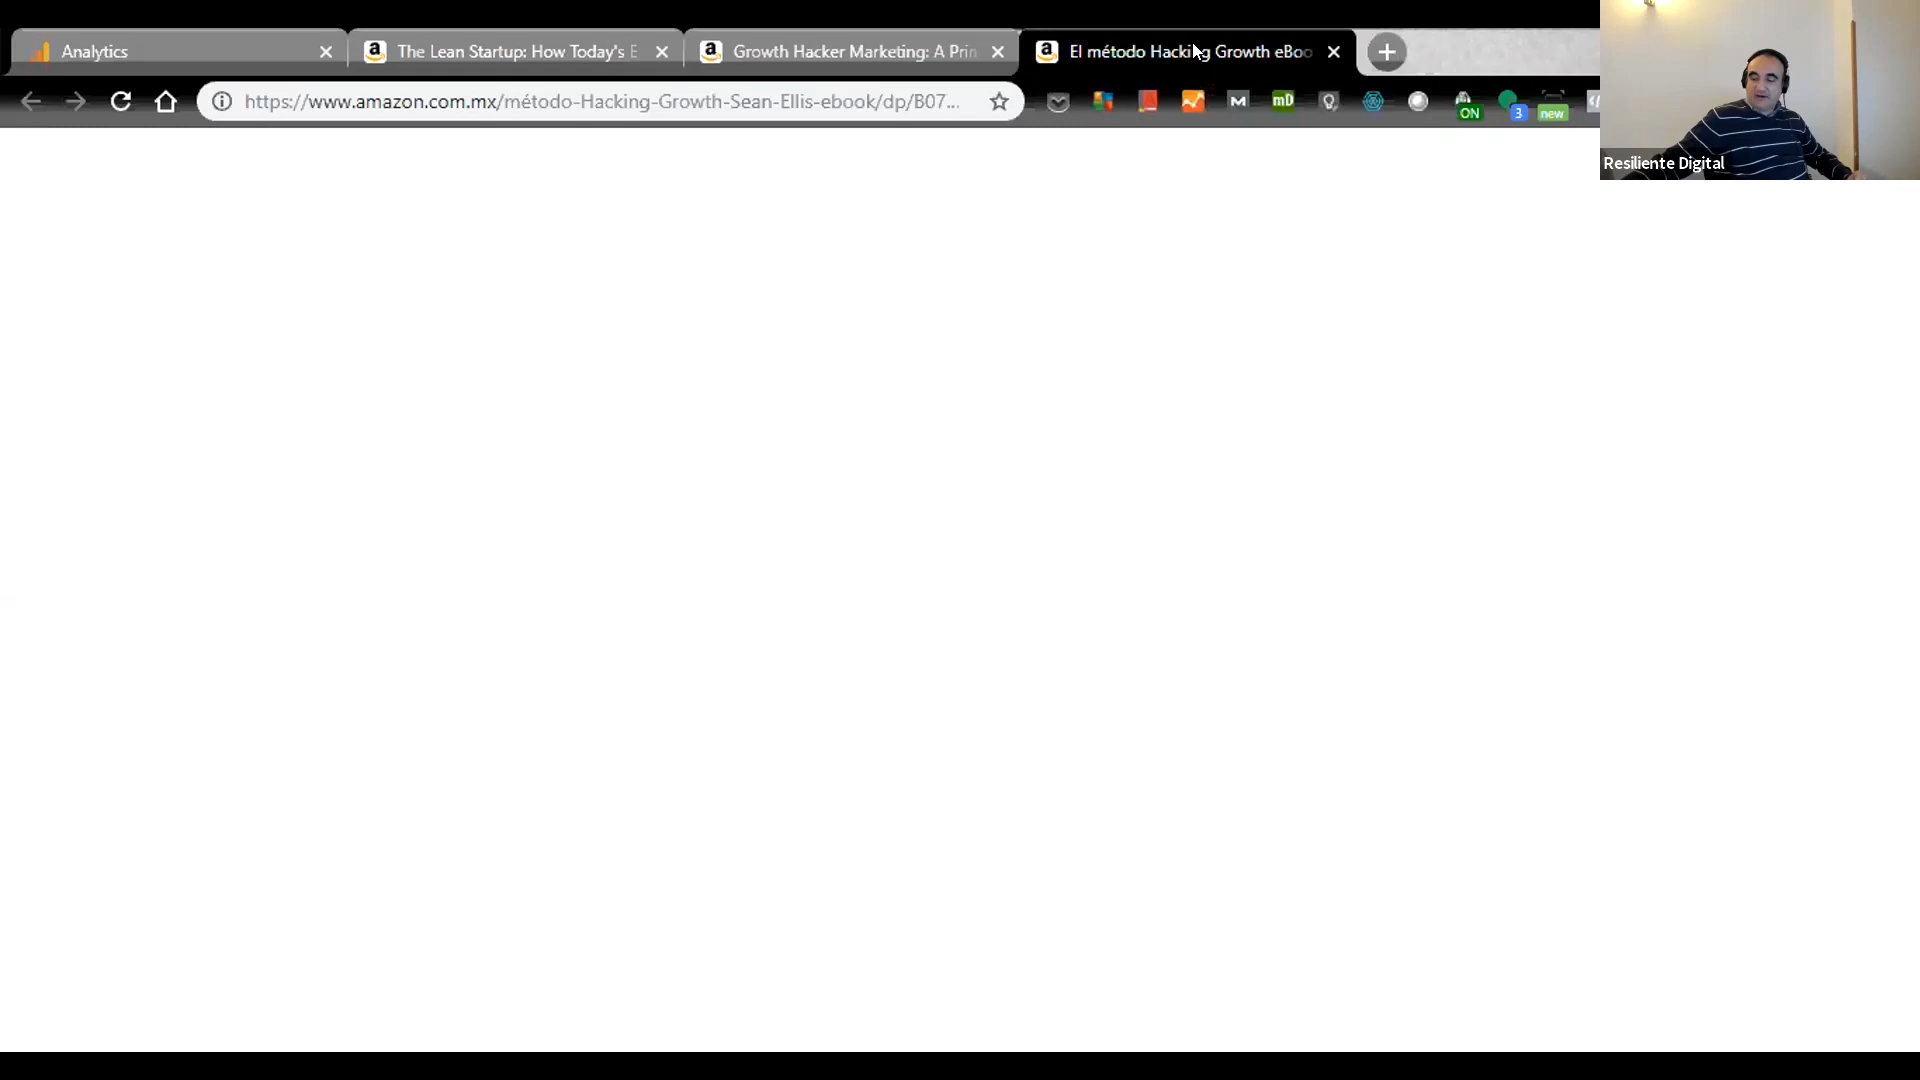 Analytics
The Lean Startup: How Today's E
Growth Hacker Marketing: A Prin
El método Hacking Growth eBoo
https://www.amazon.com.mx/método-Hacking-Growth-Sean-Ellis-ebook/dp/B07...
mD
ON
3
new
Resiliente Digital